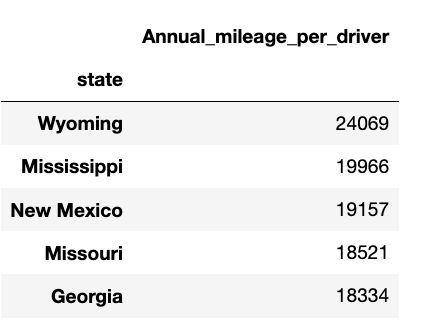 Annual_mileage_per_driver
state
Wyoming 24069
Mississippi 19966
New Mexico 19157
Missouri 18521
Georgia 18334